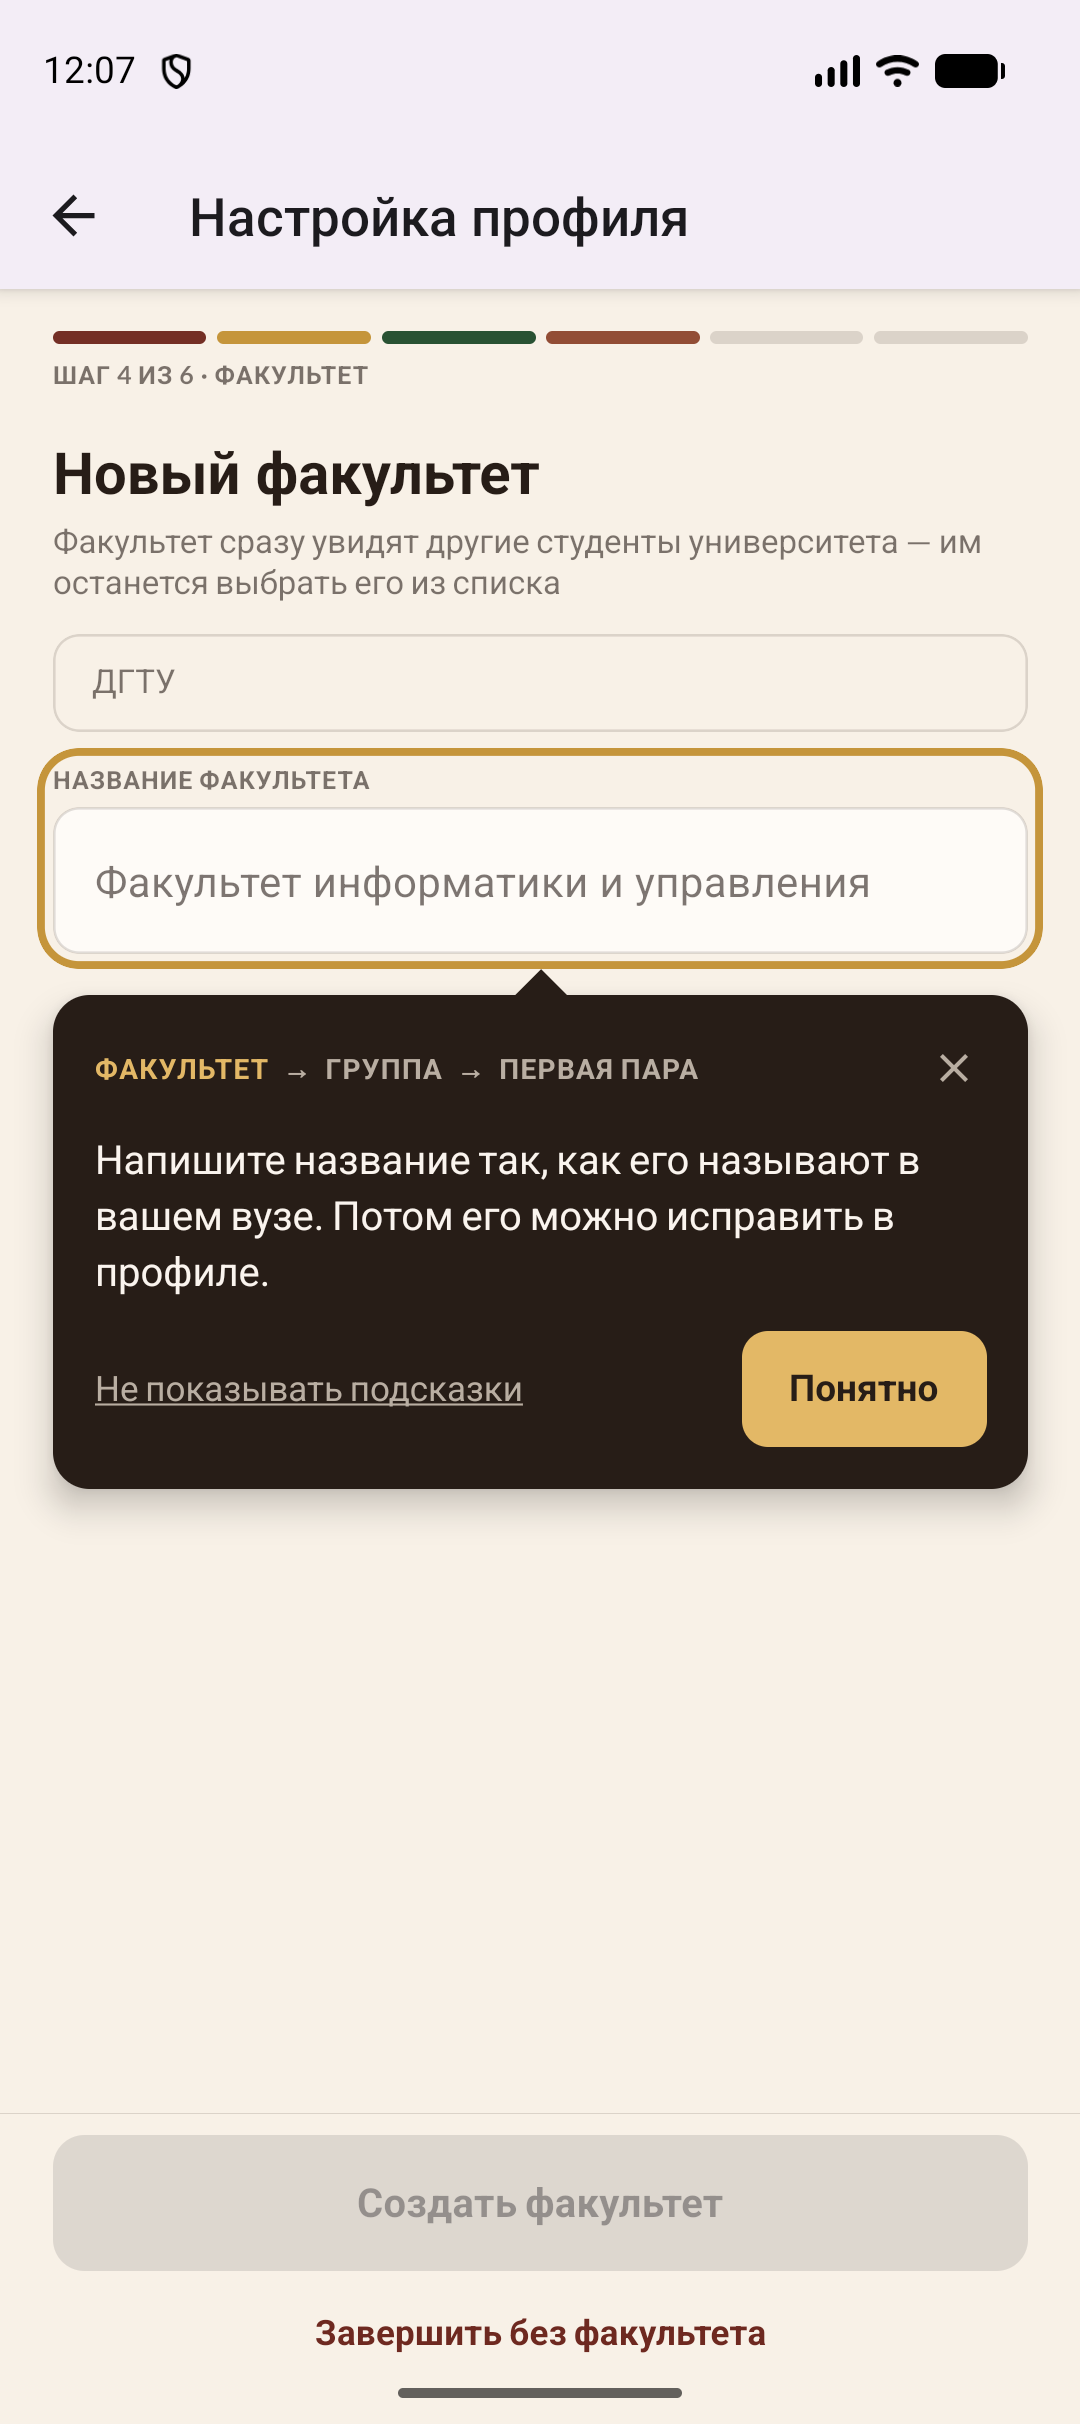 12:07
Настройка профиля
ШАГ 4 ИЗ 6 · ФАКУЛЬТЕТ
Новый факультет
Факультет сразу увидят другие студенты университета — им
останется выбрать его из списка
ДГТУ
НАЗВАНИЕ ФАКУЛЬТЕТА
Факультет информатики и управления
ФАКУЛЬТЕТ → ГРУППА → ПЕРВАЯ ПАРА
Напишите название так, как его называют в
вашем вузе. Потом его можно исправить в
профиле.
Не показывать подсказки
Понятно
Создать факультет
Завершить без факультета